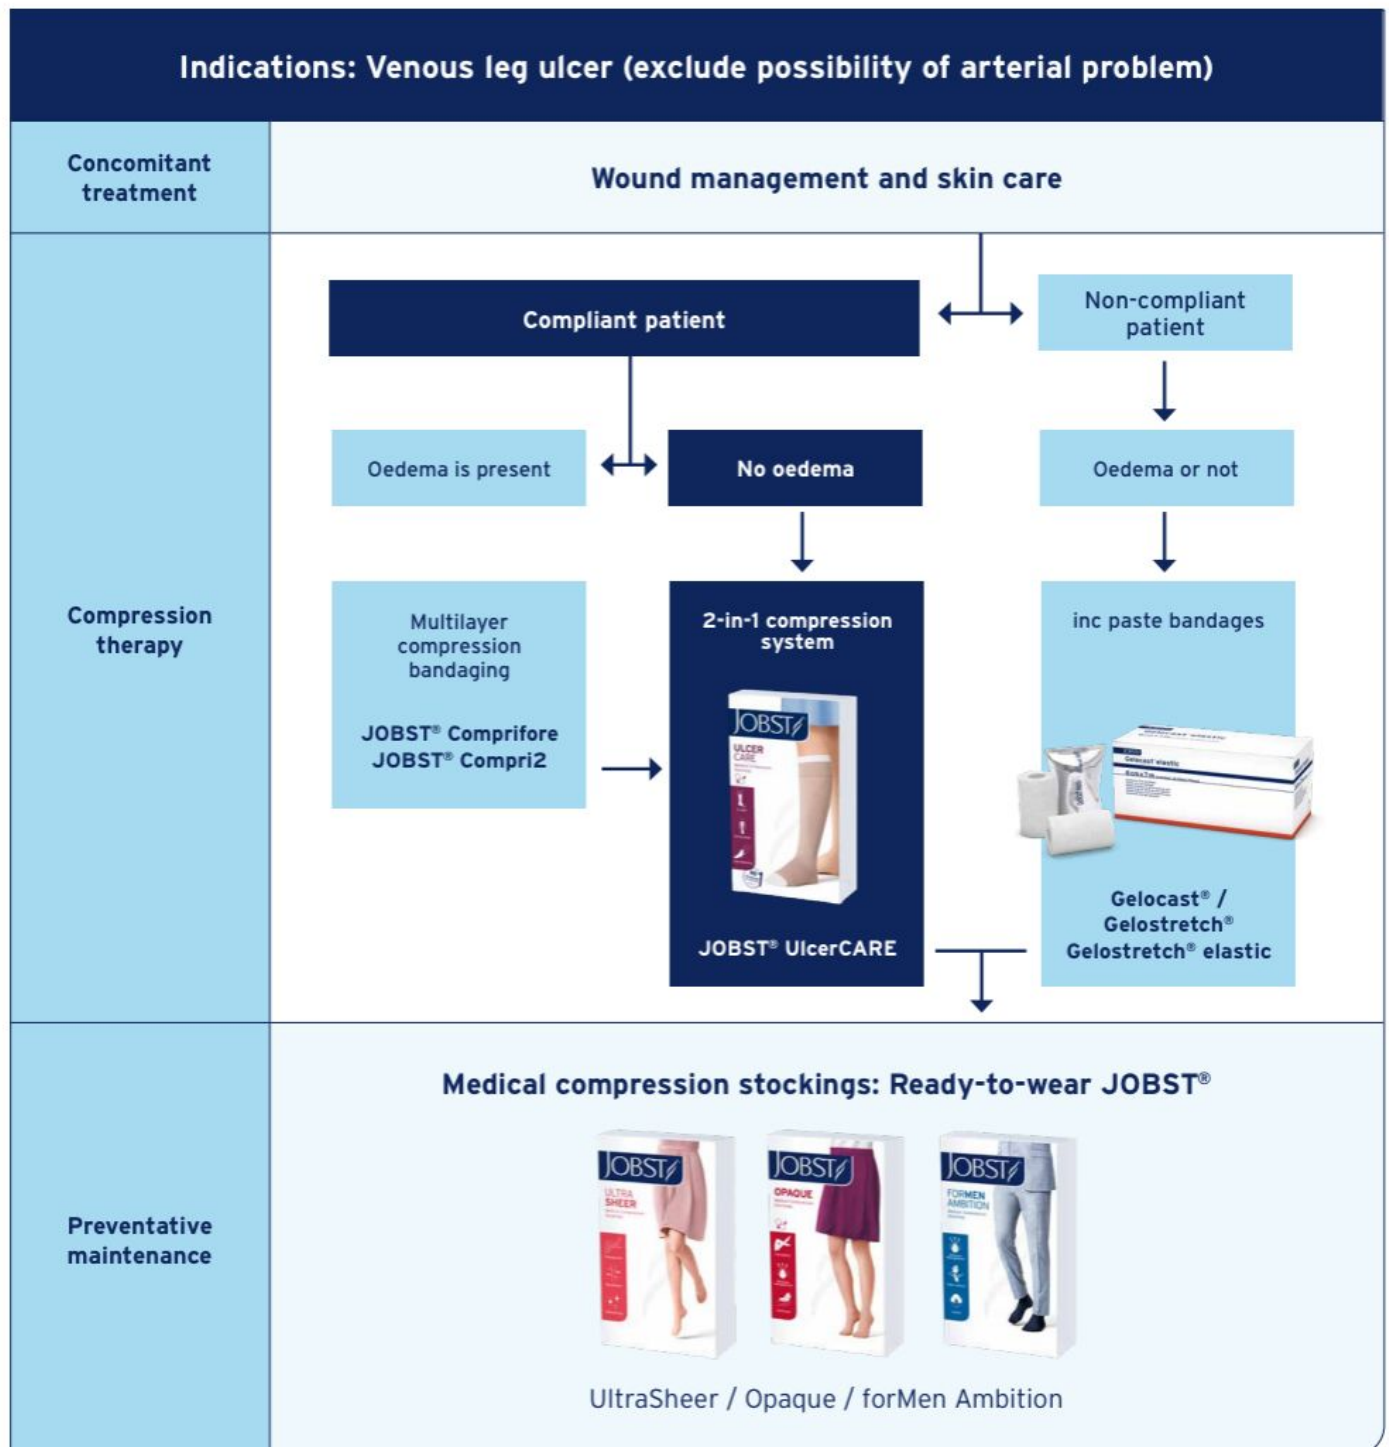 Indications: Venous leg ulcer (exclude possibility of arterial problem)
Concomitant
treatment
Wound management and skin care
Compression
therapy
Compliant patient
Non-compliant
patient
Oedema is present
No oedema
Oedema or not
Multilayer
compression
bandaging
JOBST® Comprifore
JOBST® Compri2
2-in-1 compression
system
JOBST
ULCER
CARE
JOBST® UlcerCARE
inc paste bandages
Gelocast elastic
Gelocast elastic
Gelocast® /
Gelostretch®
Gelostretch® elastic
Preventative
maintenance
Medical compression stockings: Ready-to-wear JOBST®
JOBST
ULTRA
SHEER
JOBST
OPAQUE
JOBST
FORMEN
AMBITION
UltraSheer / Opaque / forMen Ambition